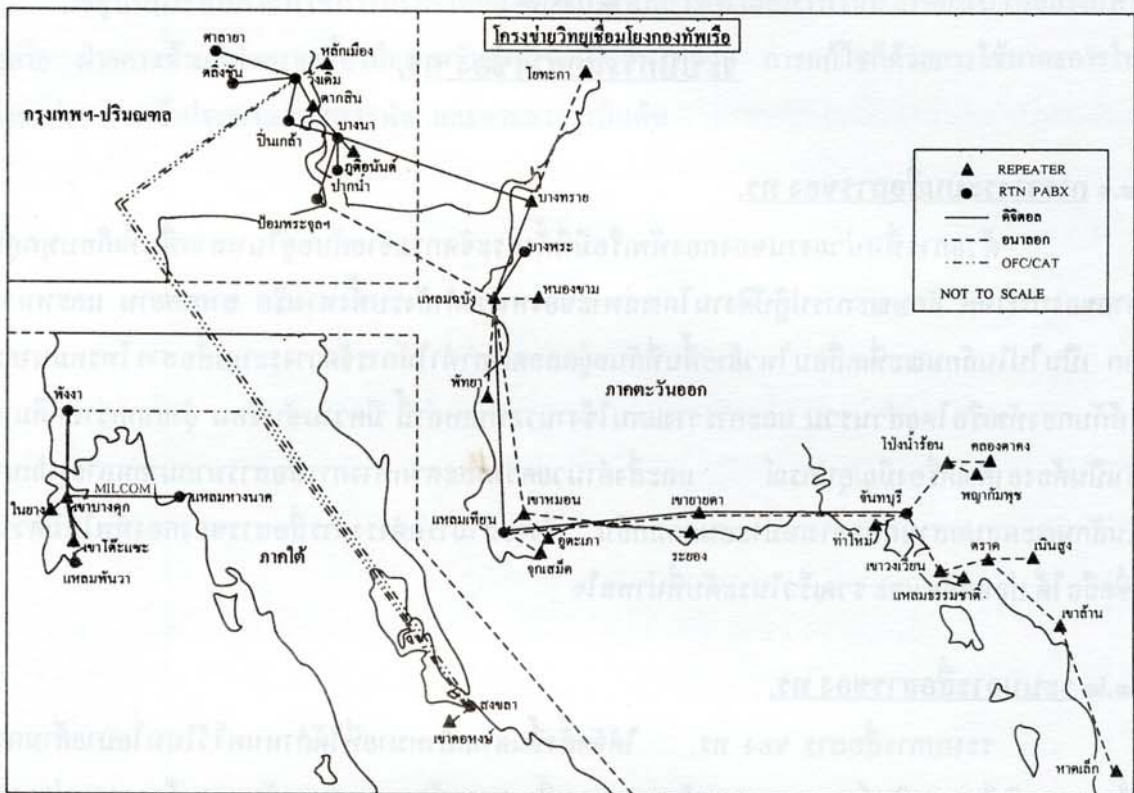 โครงข่ายวิทยุเชื่อมโยงกองทัพเรือ
ศาลายา
หลักเมือง
โยทะกา
ตลิ่งชัน
วังเดิม
ตากสิน
กรุงเทพฯ-ปริมณฑล
ปิ่นเกล้า
บางนา
ภูติอนันต์
ปากน้ำ
ป้อมพระจุลฯ
บางทราย
บางพระ
แหลมฉบัง
หนองขาม
REPEATER
RTN-PABX
ดิจิตอล
อนาลอก
OFC/CAT
NOT TO SCALE
พัทยา
ภาคตะวันออก
พังงา
MILCOM
แหลมหางนาค
ในยาง
เขาบางดุก
เขาโต๊ะแซะ
แหลมพันวา
ภาคใต้
แหลมเทียน
เขาหมอน
อู่ตะเภา
จุกเสม็ด
เขายายดา
ระยอง
โป่งน้ำร้อน
คลองตาคง
พญากัมพุช
จันทบุรี
ท่าใหม่
เขาวงเวียน
แหลมธรรมชาติ
ตราด
เนินสูง
เขาล้าน
หาดเล็ก
สงขลา
เขาคอหงษ์